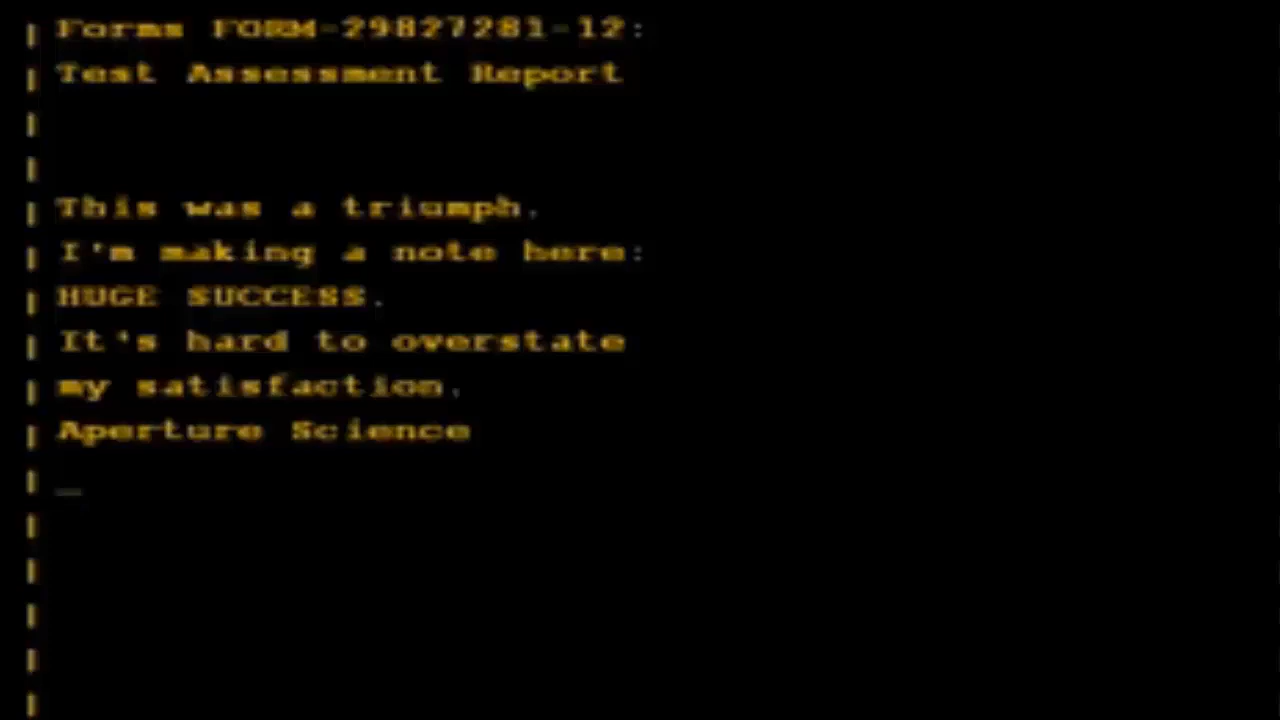 Forms FORM-29827281-12:
Test Assessment Report
This was a triumph.
I'm making a note here:
HUGE SUCCESS.
It's hard to overstate
my satisfaction.
Aperture Science
_